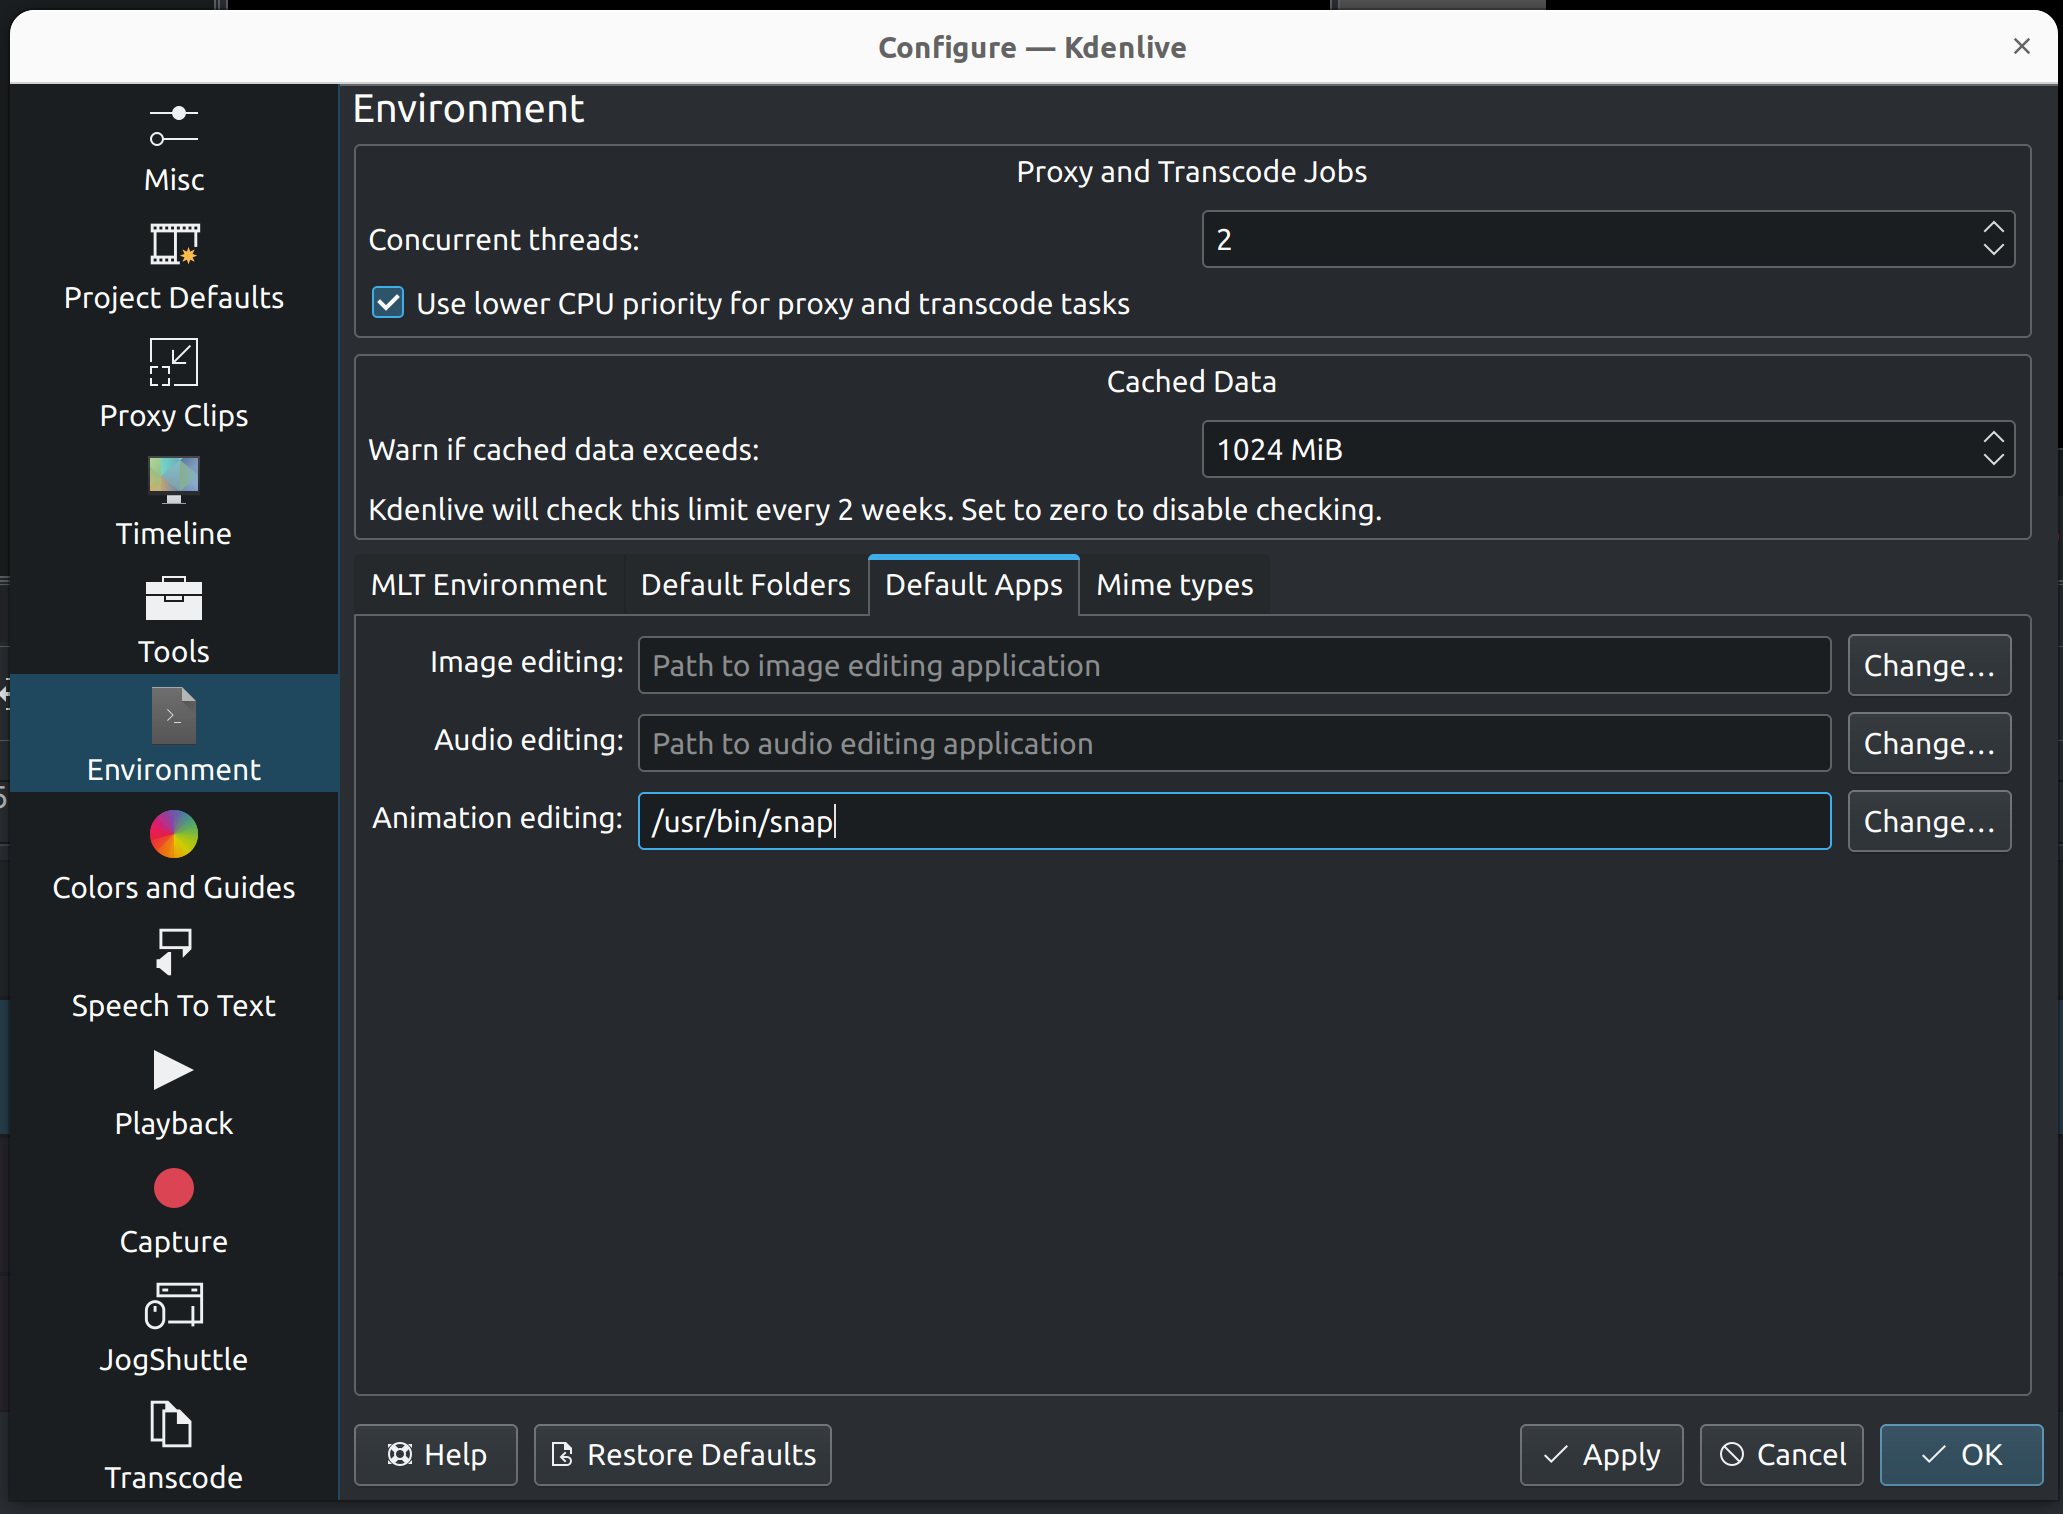 Configure — Kdenlive
Misc
Project Defaults
Proxy Clips
Timeline
Tools
Environment
Colors and Guides
Speech To Text
Playback
Capture
JogShuttle
Transcode
Environment
Proxy and Transcode Jobs
Concurrent threads: 2
Use lower CPU priority for proxy and transcode tasks
Cached Data
Warn if cached data exceeds: 1024 MiB
Kdenlive will check this limit every 2 weeks. Set to zero to disable checking.
MLT Environment Default Folders Default Apps Mime types
Image editing: Path to image editing application Change...
Audio editing: Path to audio editing application Change...
Animation editing: /usr/bin/snap Change...
Help Restore Defaults Apply Cancel OK